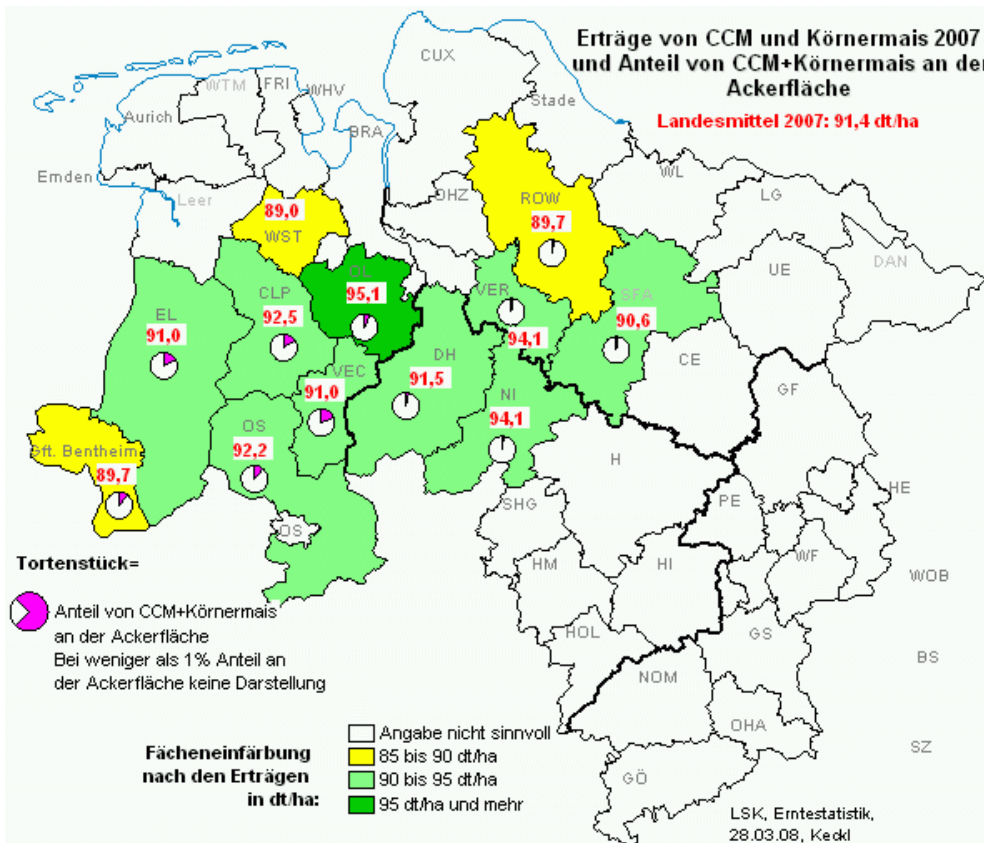 Erträge von CCM und Körnermais 2007
und Anteil von CCM+Körnermais an der
Ackerfläche
Landesmittel 2007: 91,4 dt/ha
CUX
WTM
FRI
WHV
Stade
Aurich
BRA
Emden
Leer
OHZ
ROW
WL
LG
89,0
89,7
WST
UE
DAN
OL
95,1
EL
CLP
VER
SFA
91,0
92,5
90,6
94,1
DH
CE
VEC
91,5
GF
91,0
NI
OS
94,1
Gft. Bentheim
92,2
H
89,7
HE
SHG
PE
OS
HM
HI
WF
WOB
Tortenstück=
Anteil von CCM+Körnermais
an der Ackerfläche
Bei weniger als 1% Anteil an
der Ackerfläche keine Darstellung
HOL
GS
BS
NOM
OHA
SZ
GÖ
Fächeneinfärbung
nach den Erträgen
in dt/ha:
Angabe nicht sinnvoll
85 bis 90 dt/ha
90 bis 95 dt/ha
95 dt/ha und mehr
LSK, Erntestatistik,
28.03.08, Keckl